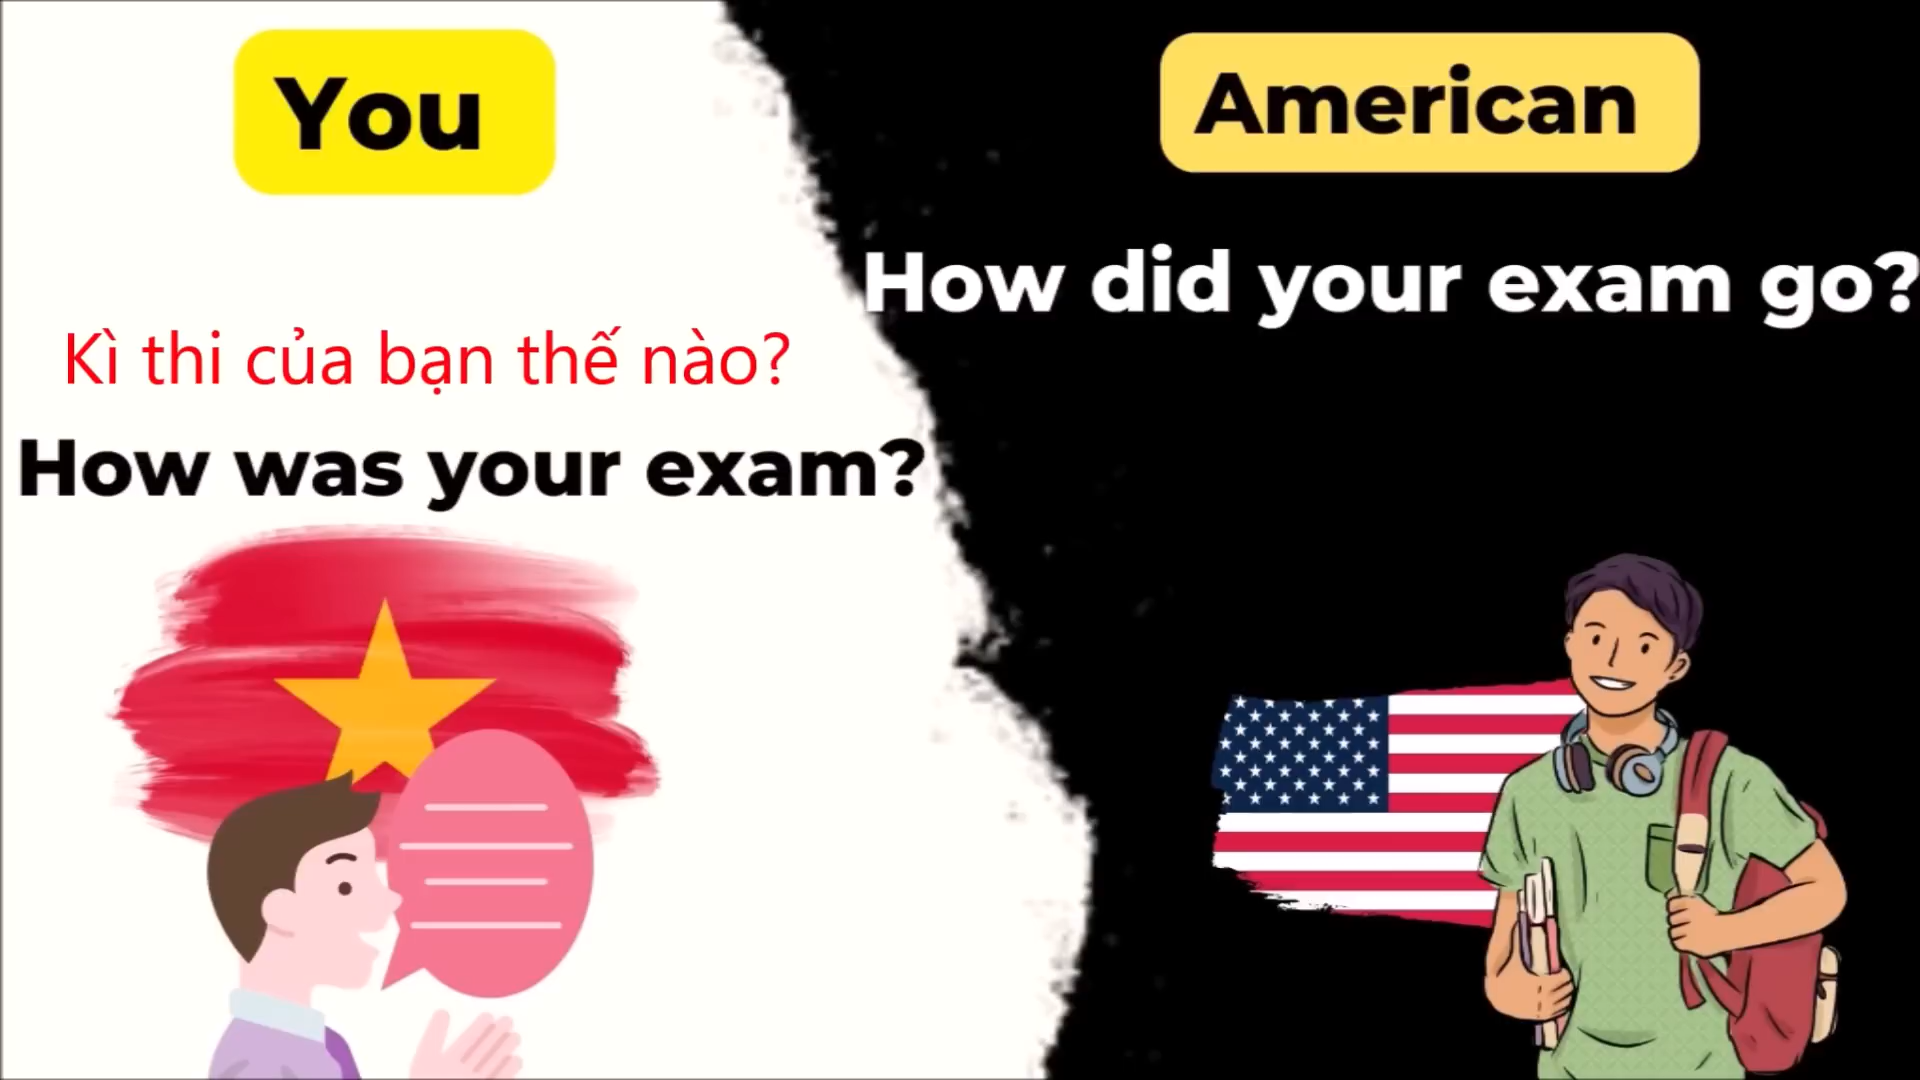 You
Kì thi của bạn thế nào?
How was your exam?
American
How did your exam go?